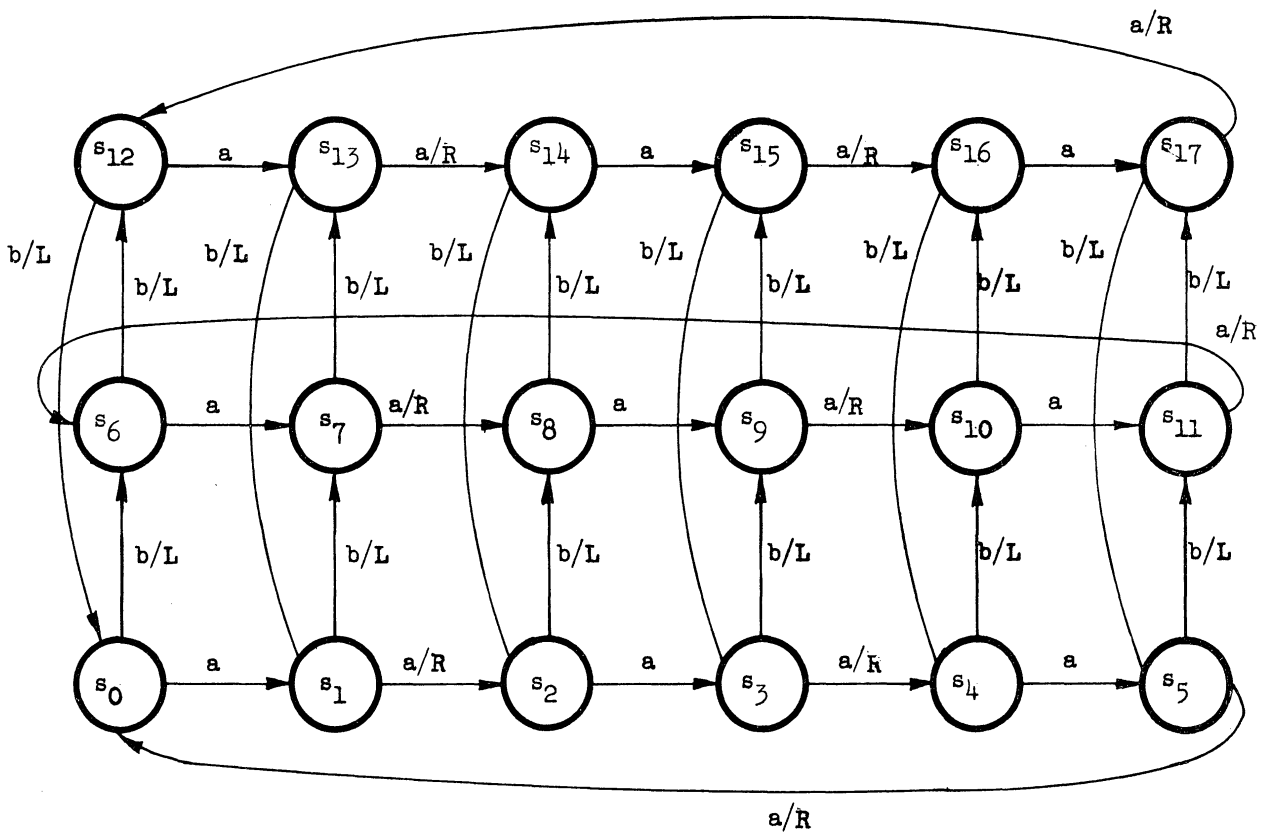 a/R
s12 a s13 a/R s14 a s15 a/R s16 a s17
b/L b/L b/L b/L b/L b/L
b/L b/L b/L b/L b/L b/L
a/R
s6 a s7 a/R s8 a s9 a/R s10 a s11
b/L b/L b/L b/L b/L b/L
s0 a s1 a/R s2 a s3 a/R s4 a s5
a/R